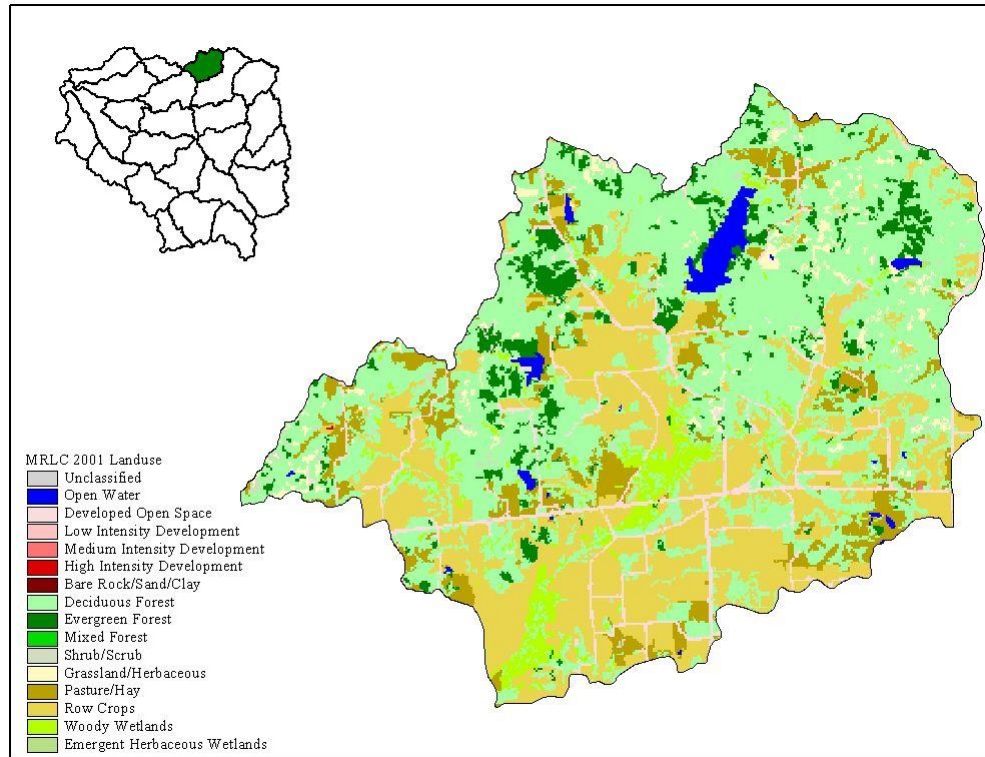 MRLC 2001 Landuse
Unclassified
Open Water
Developed Open Space
Low Intensity Development
Medium Intensity Development
High Intensity Development
Bare Rock/Sand/Clay
Deciduous Forest
Evergreen Forest
Mixed Forest
Shrub/Scrub
Grassland/Herbaceous
Pasture/Hay
Row Crops
Woody Wetlands
Emergent Herbaceous Wetlands